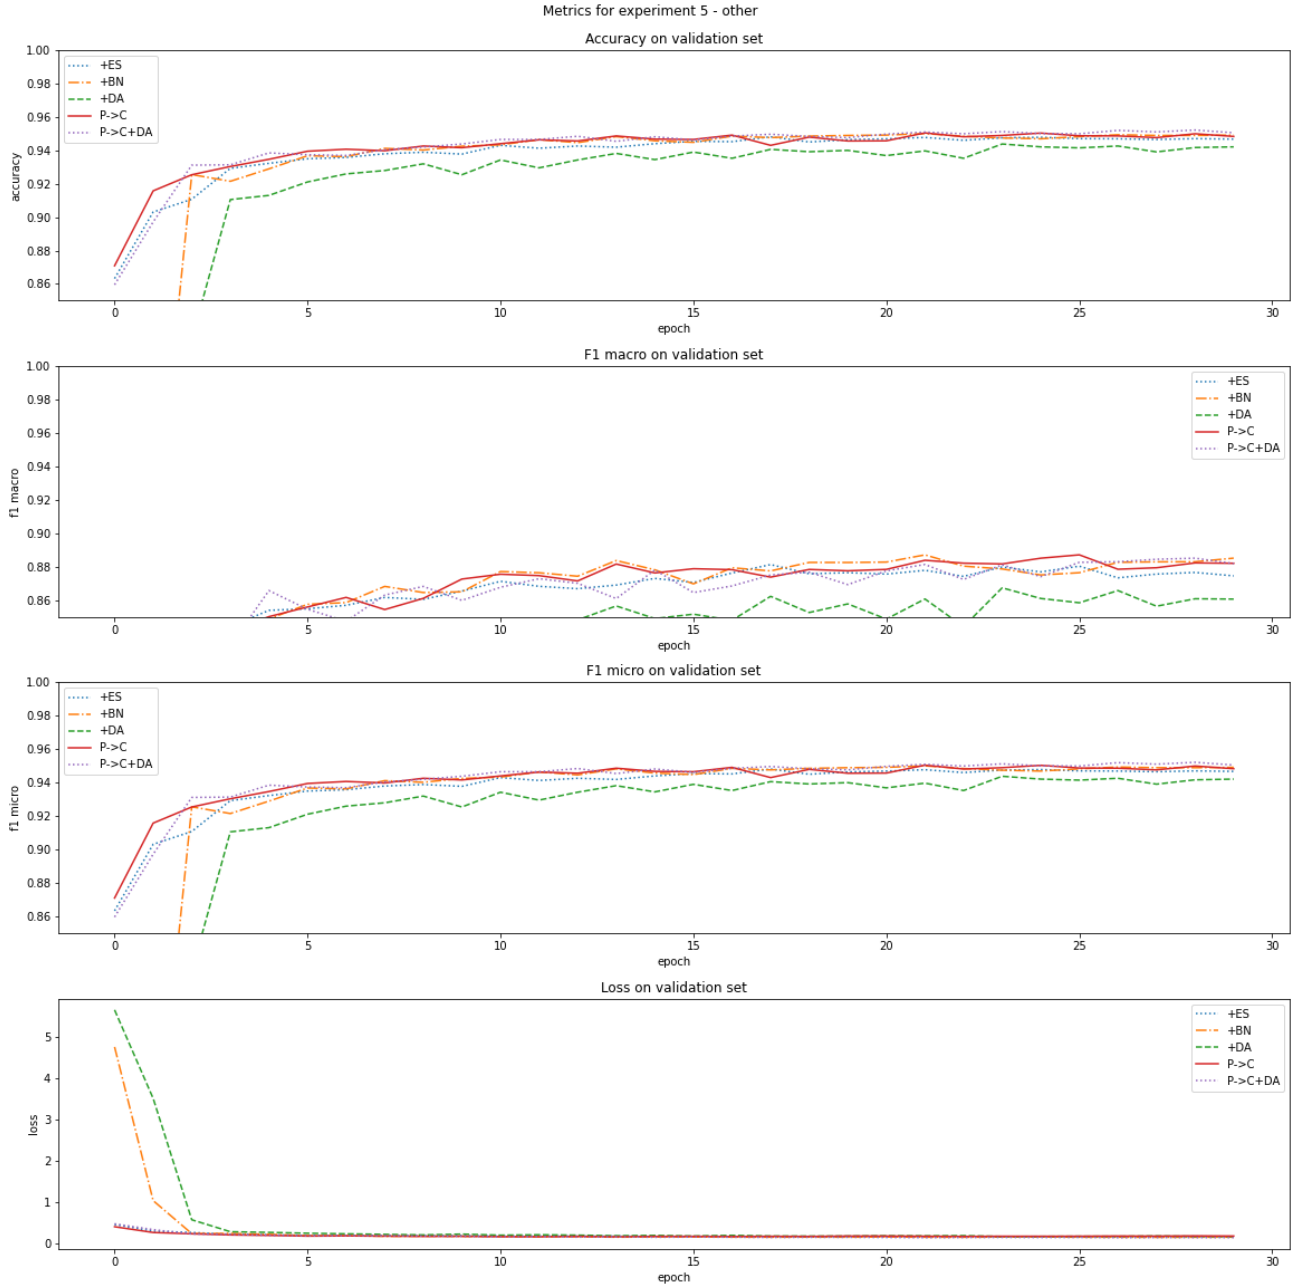 Metrics for experiment 5 - other
Accuracy on validation set
1.00
0.98
0.96
0.94
0.92
0.90
0.88
0.86
accuracy
+ES
+BN
+DA
P->C
P->C+DA
0 5 10 15 20 25 30
epoch
F1 macro on validation set
1.00
0.98
0.96
0.94
0.92
0.90
0.88
0.86
f1 macro
+ES
+BN
+DA
P->C
P->C+DA
0 5 10 15 20 25 30
epoch
F1 micro on validation set
1.00
0.98
0.96
0.94
0.92
0.90
0.88
0.86
f1 micro
+ES
+BN
+DA
P->C
P->C+DA
0 5 10 15 20 25 30
epoch
Loss on validation set
5
4
3
2
1
0
loss
+ES
+BN
+DA
P->C
P->C+DA
0 5 10 15 20 25 30
epoch